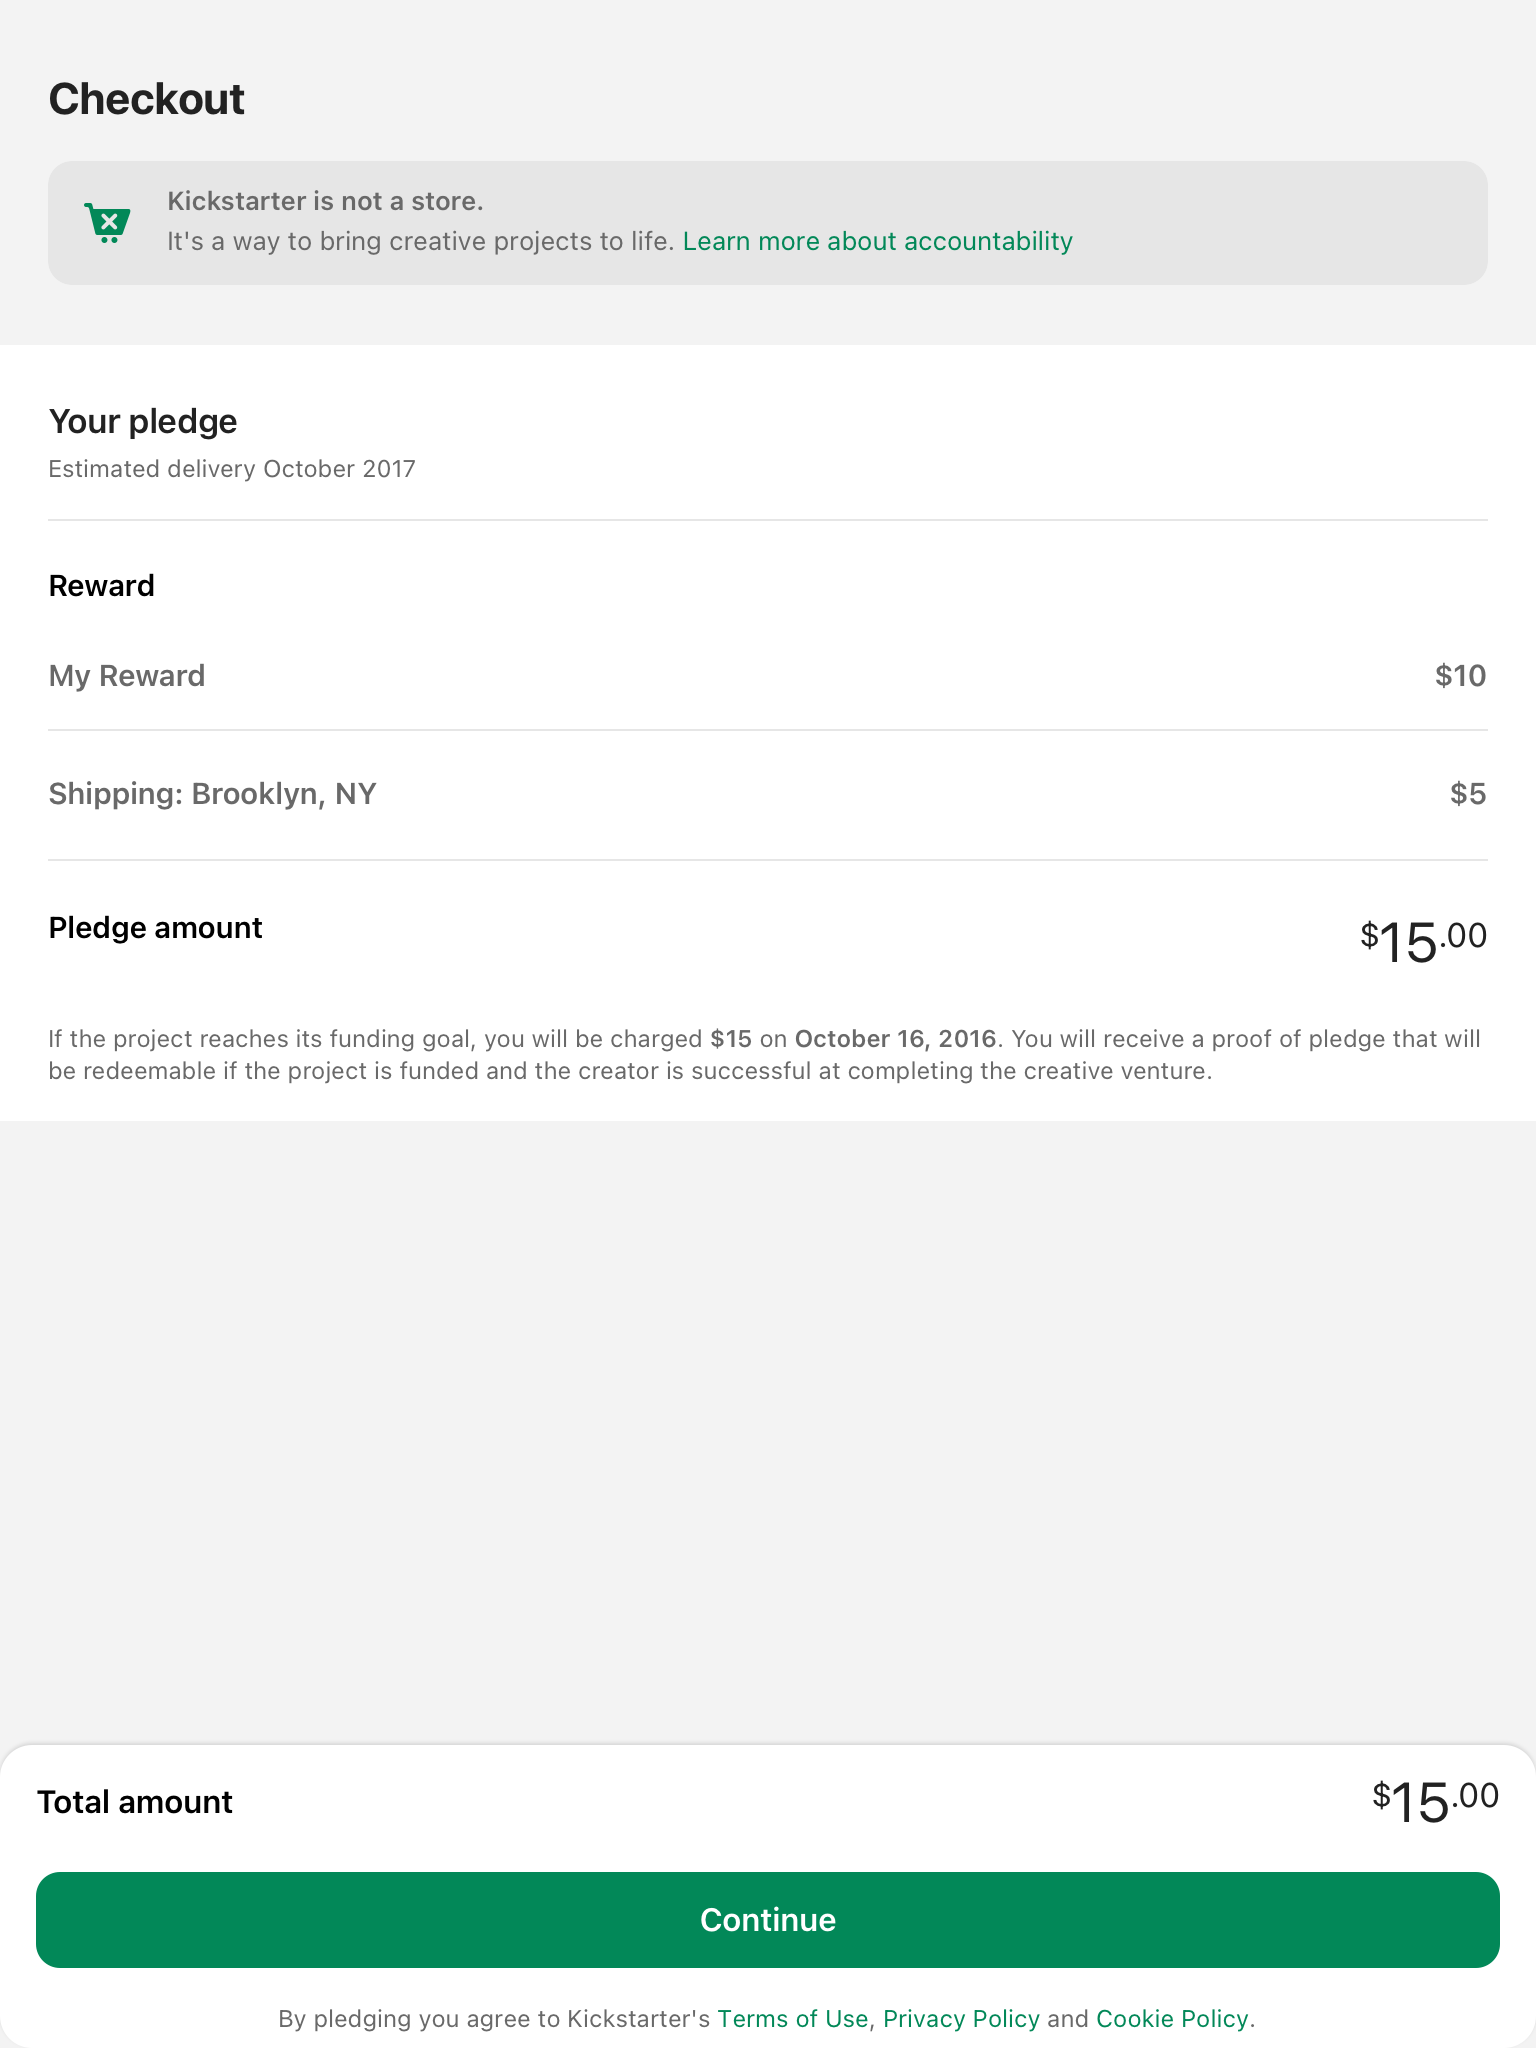 Checkout
Kickstarter is not a store.
It's a way to bring creative projects to life. Learn more about accountability
Your pledge
Estimated delivery October 2017
Reward
My Reward $10
Shipping: Brooklyn, NY $5
Pledge amount $15.00
If the project reaches its funding goal, you will be charged $15 on October 16, 2016. You will receive a proof of pledge that will
be redeemable if the project is funded and the creator is successful at completing the creative venture.
Total amount $15.00
Continue
By pledging you agree to Kickstarter's Terms of Use, Privacy Policy and Cookie Policy.